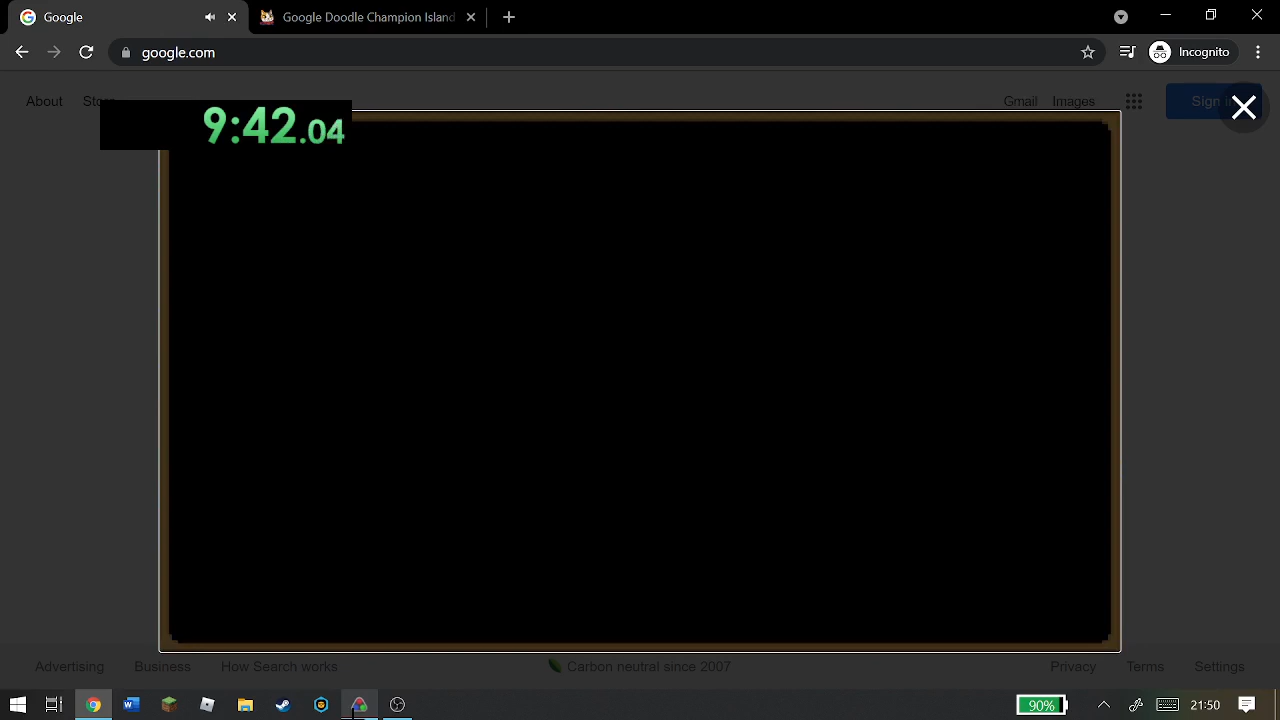 Google
Google Doodle Champion Island
google.com
Incognito
About
Gmail
Images
9:42.04
Advertising
Business
How Search works
Carbon neutral since 2007
Privacy
Terms
Settings
90%
21:50